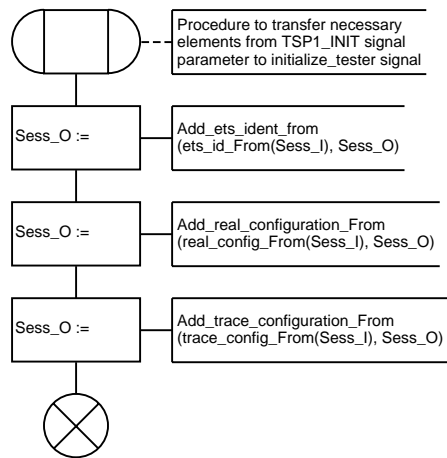 Procedure to transfer necessary
elements from TSP1_INIT signal
parameter to initialize_tester signal
Sess_O :=
Add_ets_ident_from
(ets_id_From(Sess_I), Sess_O)
Sess_O :=
Add_real_configuration_From
(real_config_From(Sess_I), Sess_O)
Sess_O :=
Add_trace_configuration_From
(trace_config_From(Sess_I), Sess_O)